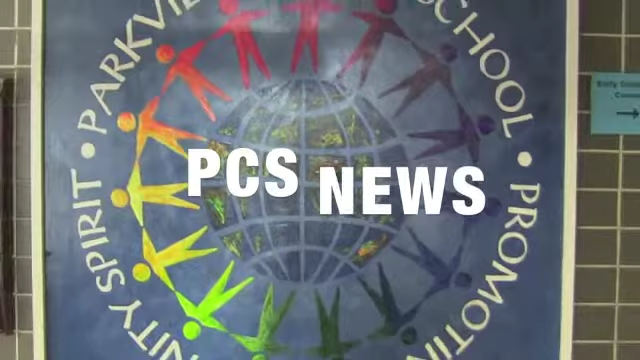 PARKVIE
SCHOOL
PROMOTIN
NITY SPIRIT
PCS NEWS